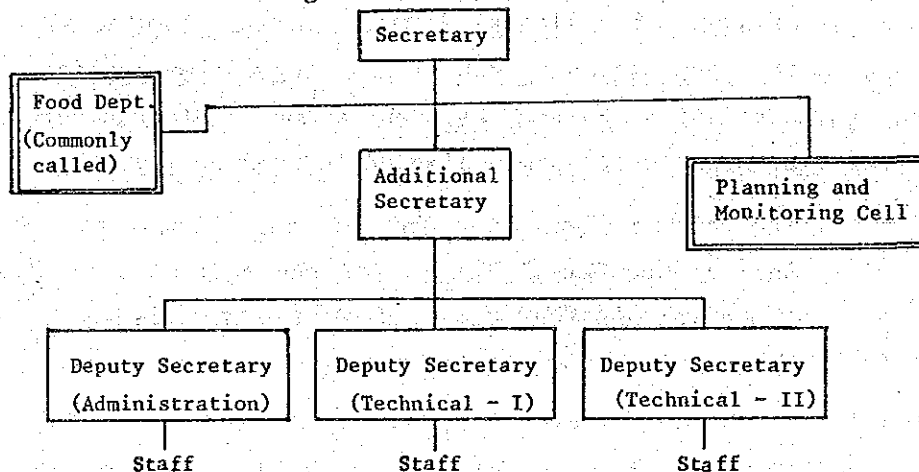 Secretary
Food Dept.
(Commonly
called)
Additional
Secretary
Planning and
Monitoring Cell
Deputy Secretary
(Administration)
Deputy Secretary
(Technical - I)
Deputy Secretary
(Technical - II)
Staff
Staff
Staff